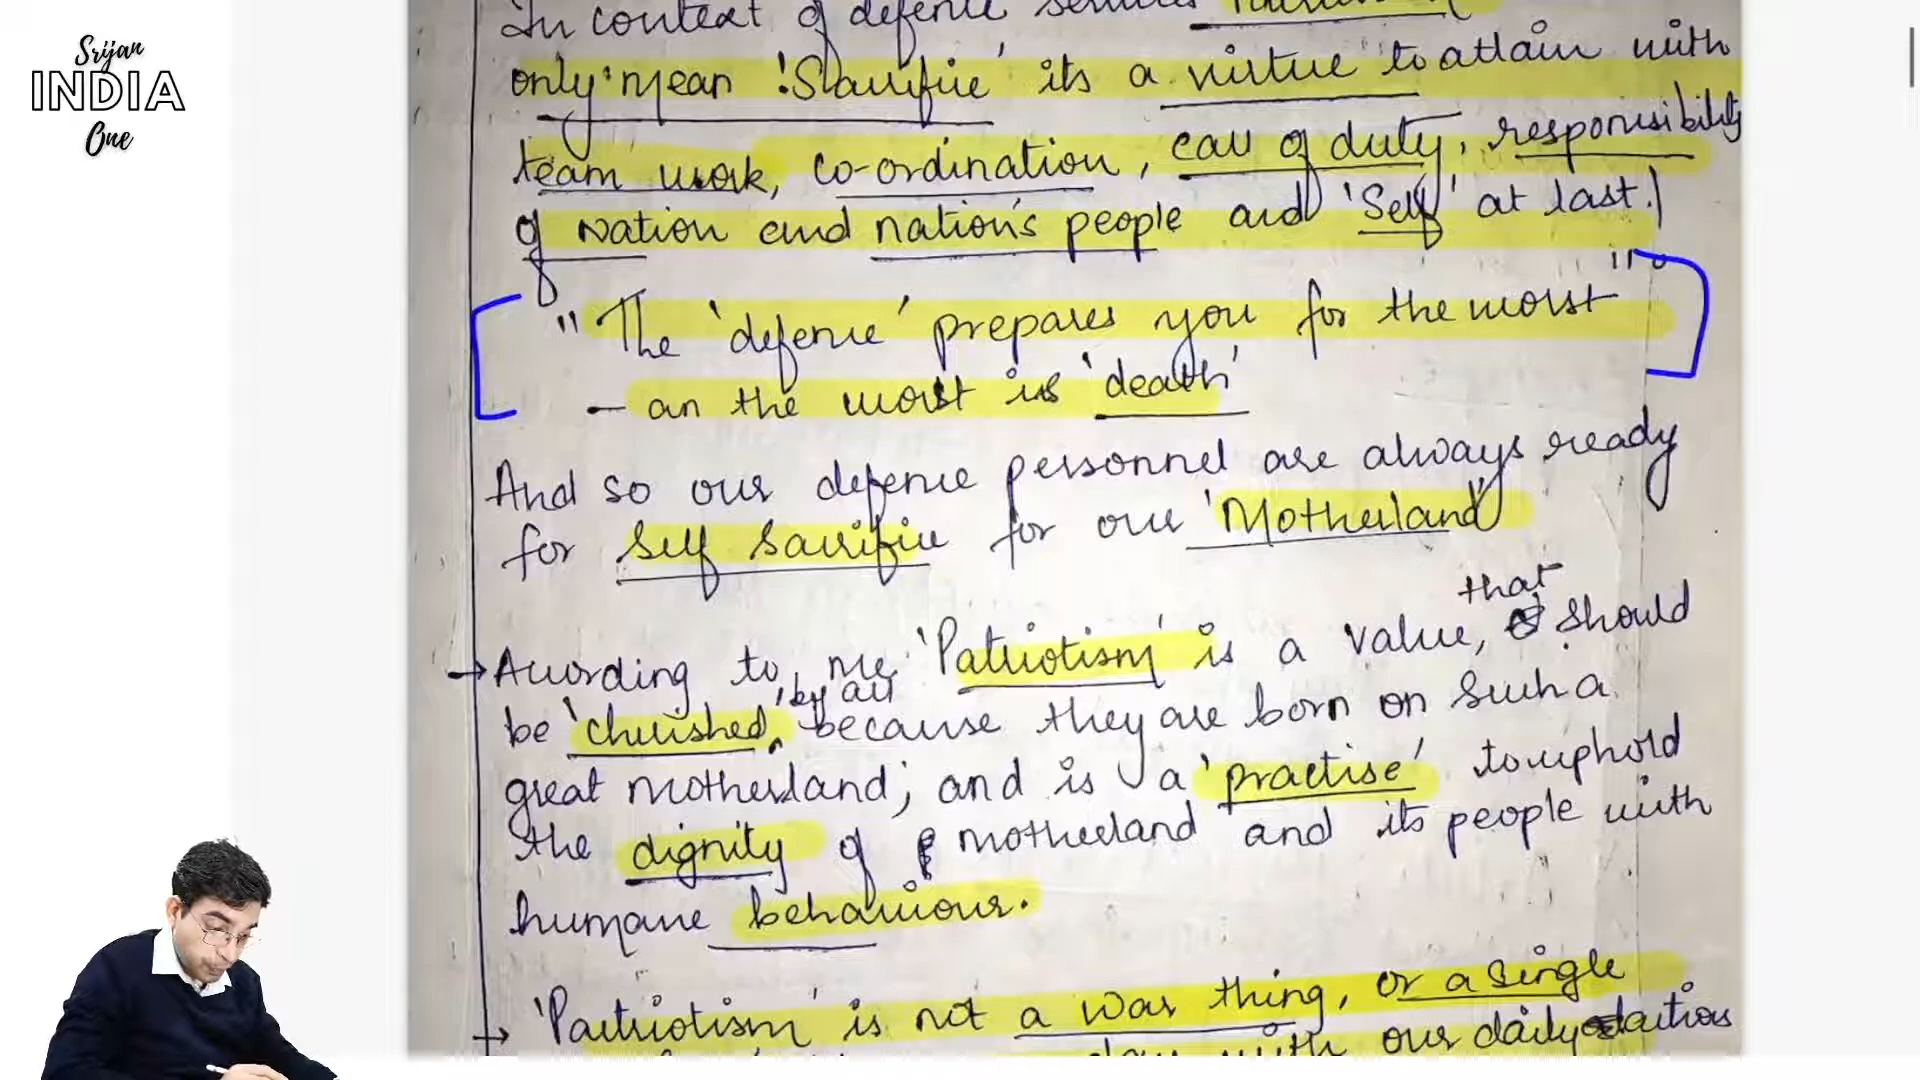 Srijan
INDIA
One
In context of defence
only mean 'Sacrifice' its a virtue to attain with
team work, co-ordination, call of duty, responsibility
of nation and nation's people and 'Self' at last.
"The 'defence' prepares you for the worst"
- an the worst is 'death'
And so our defence personnel are always ready
for self sacrifice for our 'Motherland'
that
→ According to me 'Patriotism' is a value, should
by all
be 'cherished', because they are born on such a
great motherland; and is a 'practise' to uphold
the dignity of motherland and its people with
humane behaviour.
→ 'Patriotism' is not a war thing, or a single
day with our daily actions